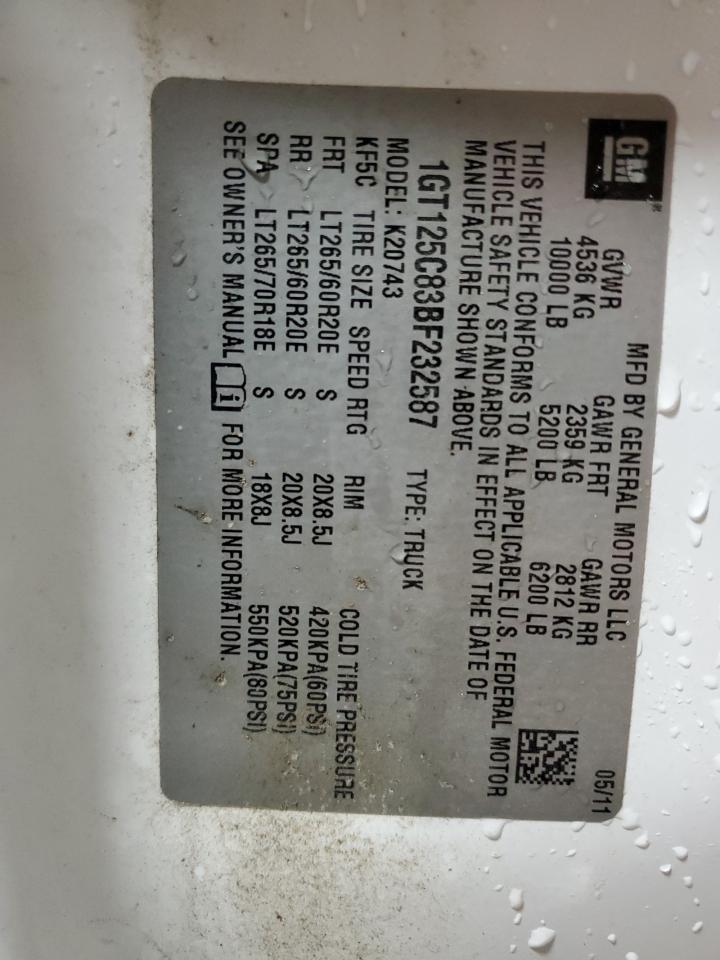 GM
MFD BY GENERAL MOTORS LLC 05/11
GVWR GAWR FRT GAWR RR
4536 KG 2359 KG 2812 KG
10000 LB 5200 LB 6200 LB
THIS VEHICLE CONFORMS TO ALL APPLICABLE U.S. FEDERAL MOTOR
VEHICLE SAFETY STANDARDS IN EFFECT ON THE DATE OF
MANUFACTURE SHOWN ABOVE.
1GT125C83BF232587 TYPE: TRUCK
MODEL: K20743
KF5C TIRE SIZE SPEED RTG RIM COLD TIRE PRESSURE
FRT LT265/60R20E S 20X8.5J 420KPA(60PSI)
RR LT265/60R20E S 20X8.5J 520KPA(75PSI)
SPA LT265/70R18E S 18X8J 550KPA(80PSI)
SEE OWNER'S MANUAL i FOR MORE INFORMATION.